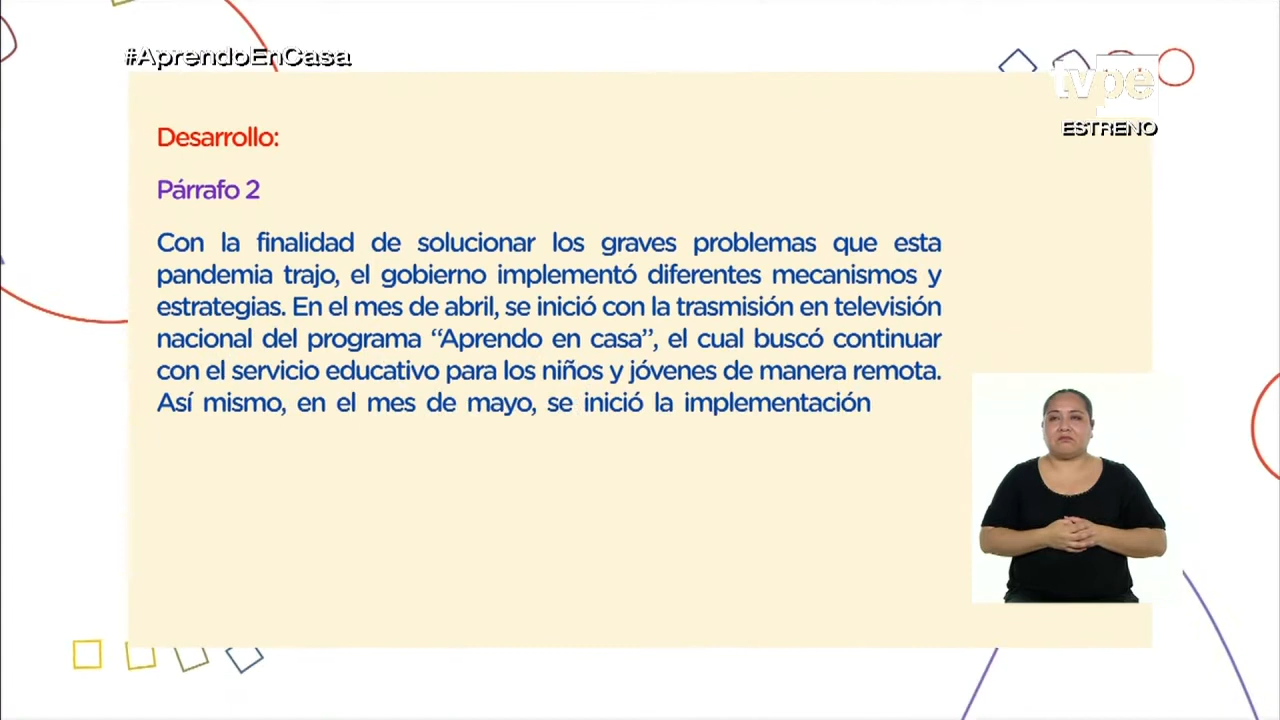 #AprendoEnCasa
tvpe
ESTRENO
Desarrollo:
Párrafo 2
Con la finalidad de solucionar los graves problemas que esta
pandemia trajo, el gobierno implementó diferentes mecanismos y
estrategias. En el mes de abril, se inició con la trasmisión en televisión
nacional del programa “Aprendo en casa”, el cual buscó continuar
con el servicio educativo para los niños y jóvenes de manera remota.
Así mismo, en el mes de mayo, se inició la implementación